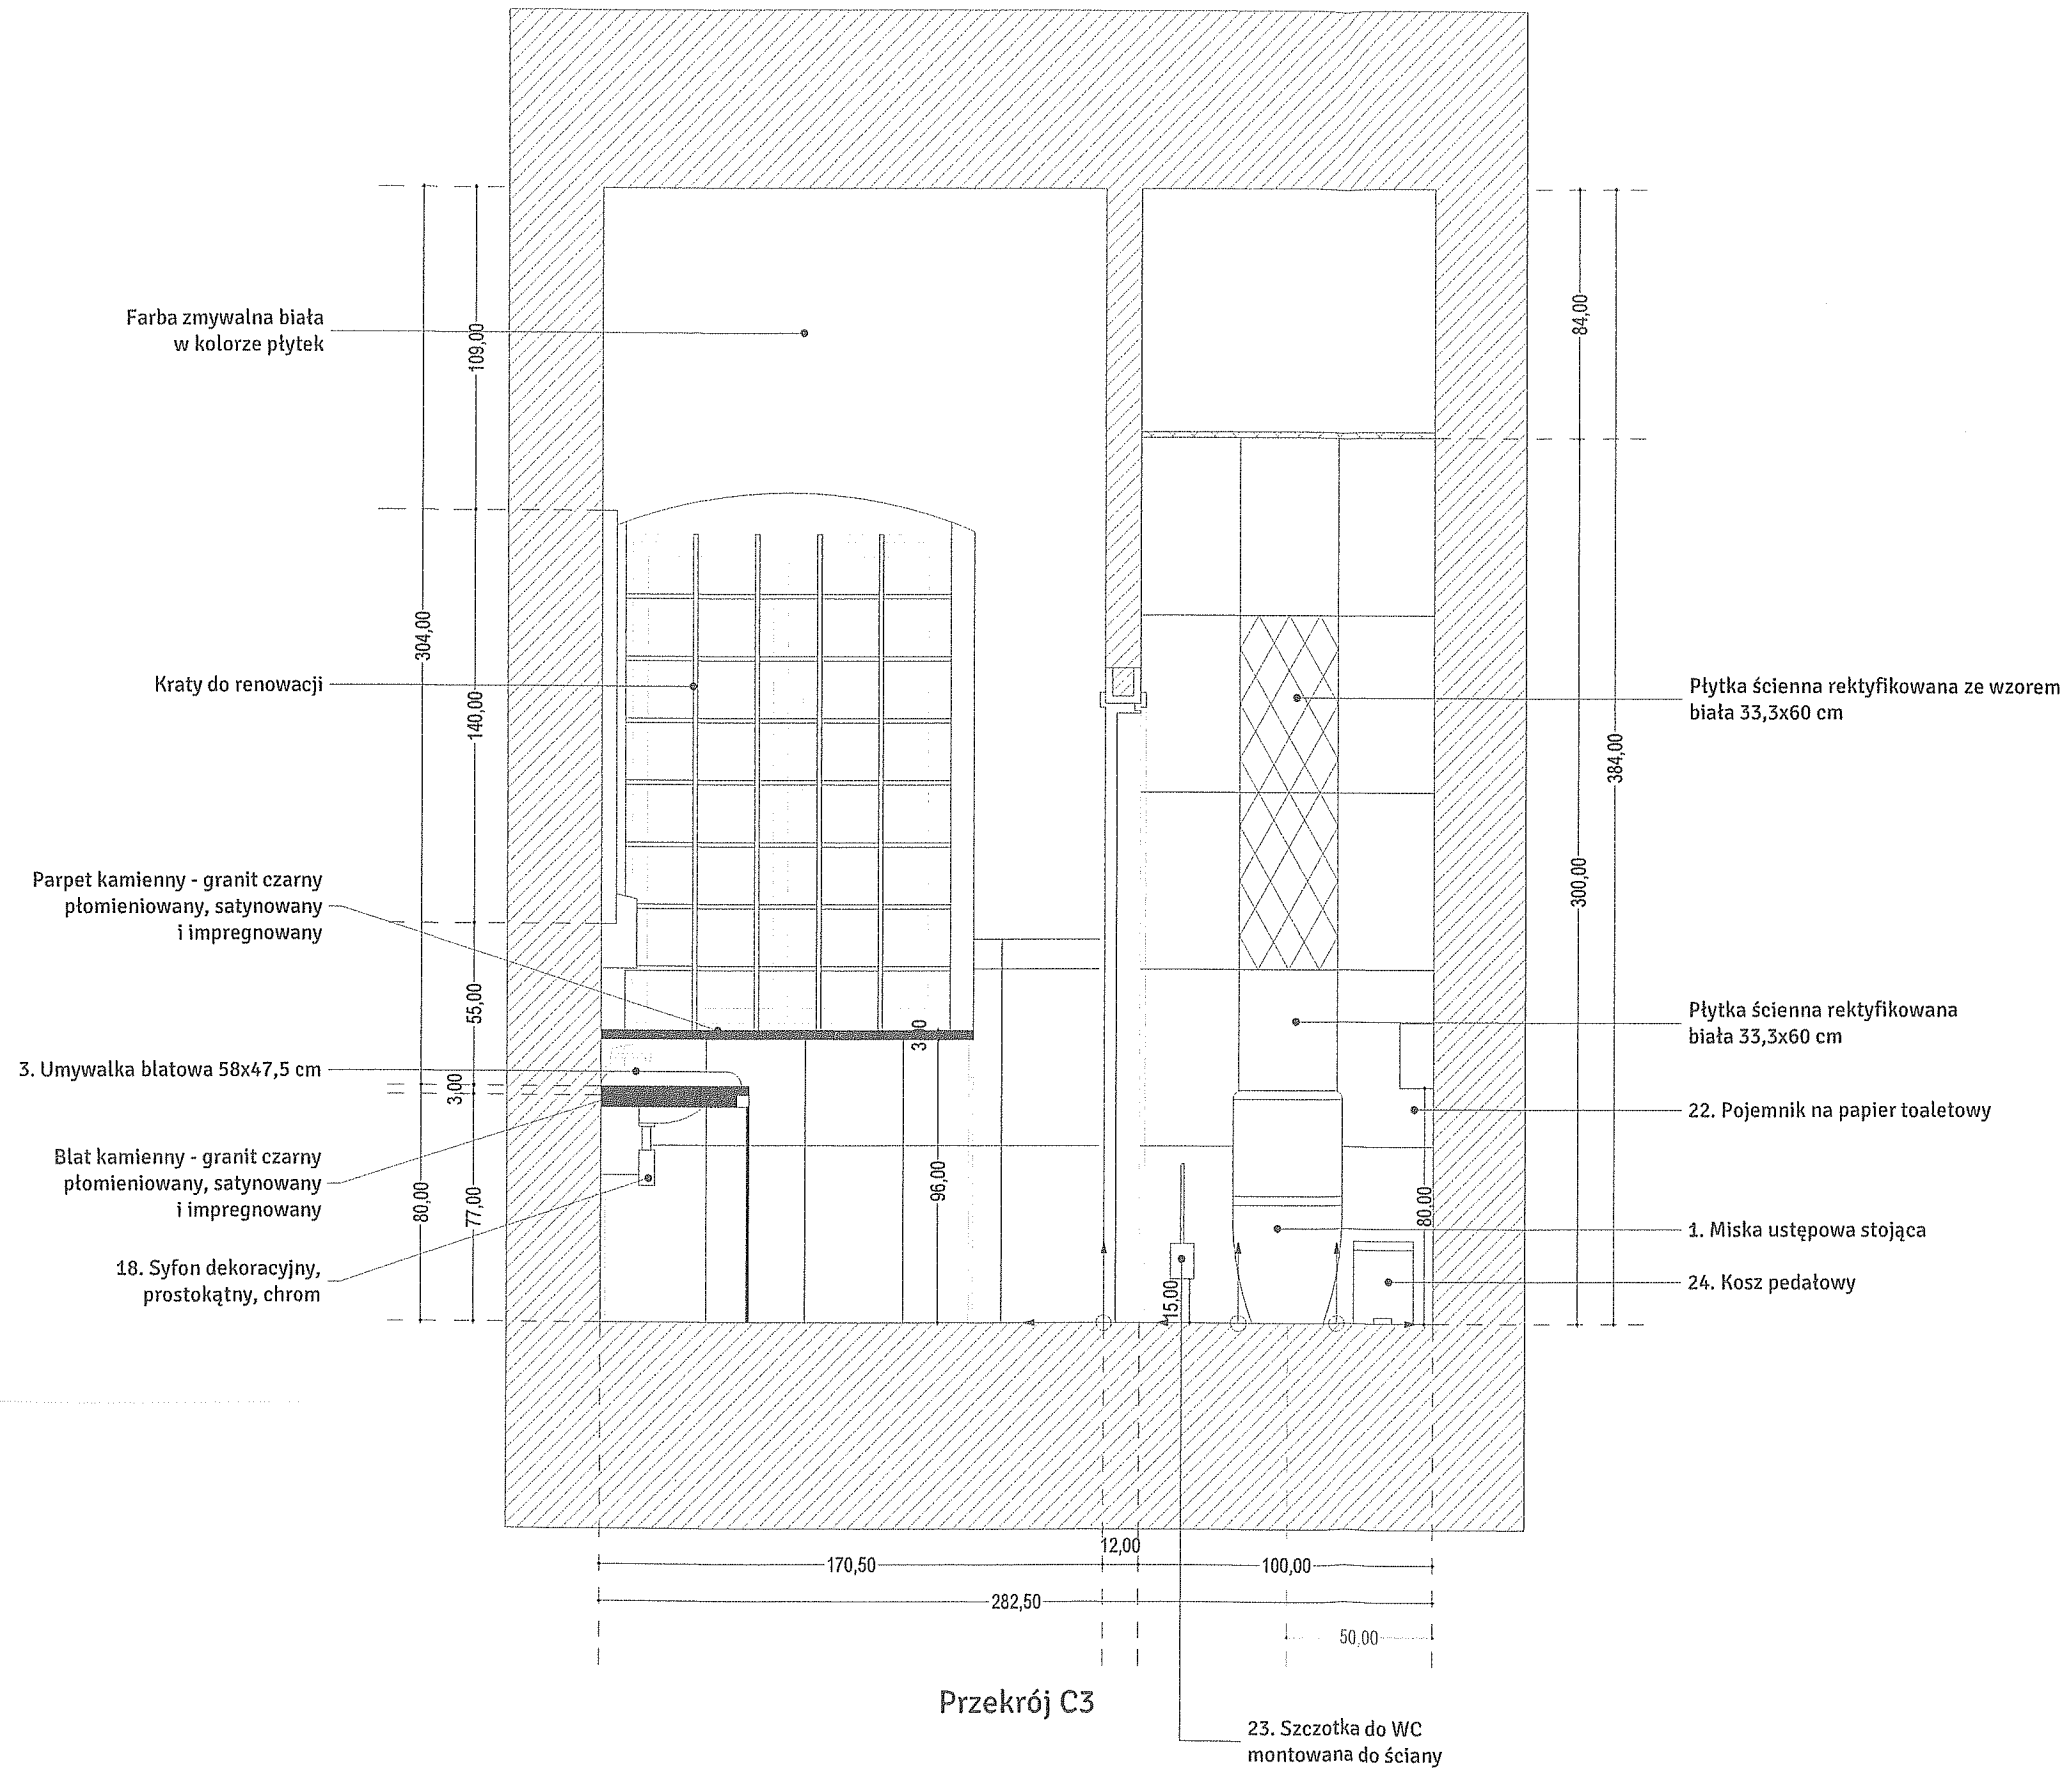 Farba zmywalna biała
w kolorze płytek
Kraty do renowacji
Parpet kamienny - granit czarny
płomieniowany, satynowany
i impregnowany
3. Umywalka blatowa 58x47,5 cm
Blat kamienny - granit czarny
płomieniowany, satynowany
i impregnowany
18. Syfon dekoracyjny,
prostokątny, chrom
304,00
80,00
109,00
140,00
55,00
3,00
77,00
3,00
96,00
15,00
80,00
84,00
300,00
384,00
Płytka ścienna rektyfikowana ze wzorem
biała 33,3x60 cm
Płytka ścienna rektyfikowana
biała 33,3x60 cm
22. Pojemnik na papier toaletowy
1. Miska ustępowa stojąca
24. Kosz pedałowy
12,00
170,50
100,00
282,50
50,00
Przekrój C3
23. Szczotka do WC
montowana do ściany